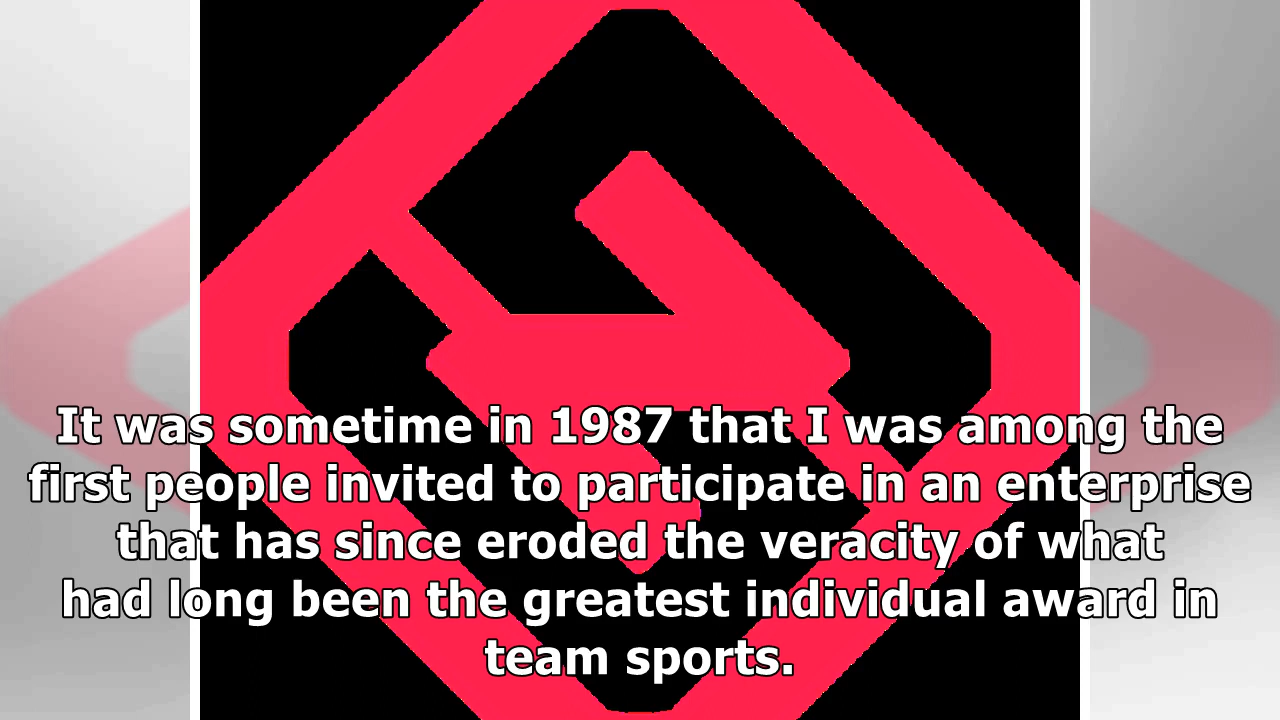 It was sometime in 1987 that I was among the
first people invited to participate in an enterprise
that has since eroded the veracity of what
had long been the greatest individual award in
team sports.